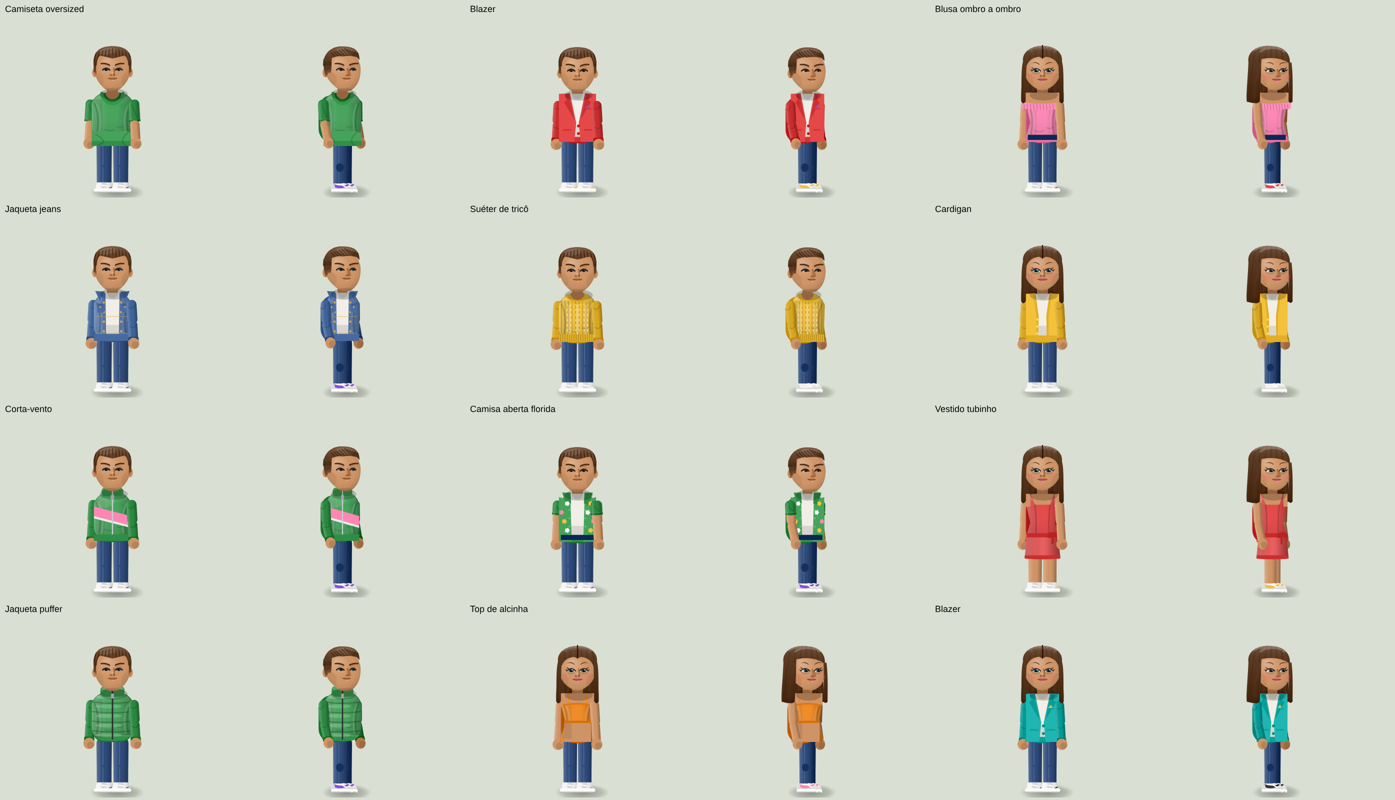 Camiseta oversized
Blazer
Blusa ombro a ombro
Jaqueta jeans
Suéter de tricô
Cardigan
Corta-vento
Camisa aberta florida
Vestido tubinho
Jaqueta puffer
Top de alcinha
Blazer